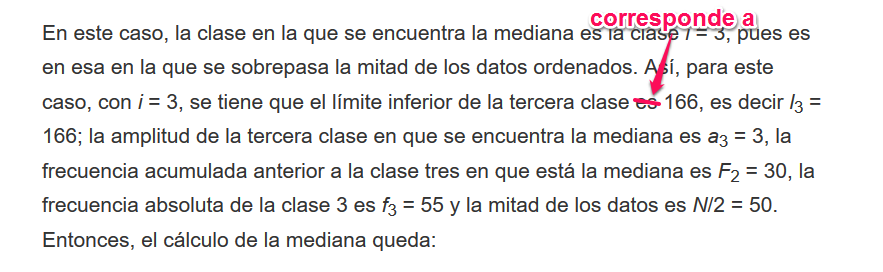 corresponde a
En este caso, la clase en la que se encuentra la mediana es la clase i = 3, pues es
en esa en la que se sobrepasa la mitad de los datos ordenados. Así, para este
caso, con i = 3, se tiene que el límite inferior de la tercera clase es 166, es decir l3 =
166; la amplitud de la tercera clase en que se encuentra la mediana es a3 = 3, la
frecuencia acumulada anterior a la clase tres en que está la mediana es F2 = 30, la
frecuencia absoluta de la clase 3 es f3 = 55 y la mitad de los datos es N/2 = 50.
Entonces, el cálculo de la mediana queda: